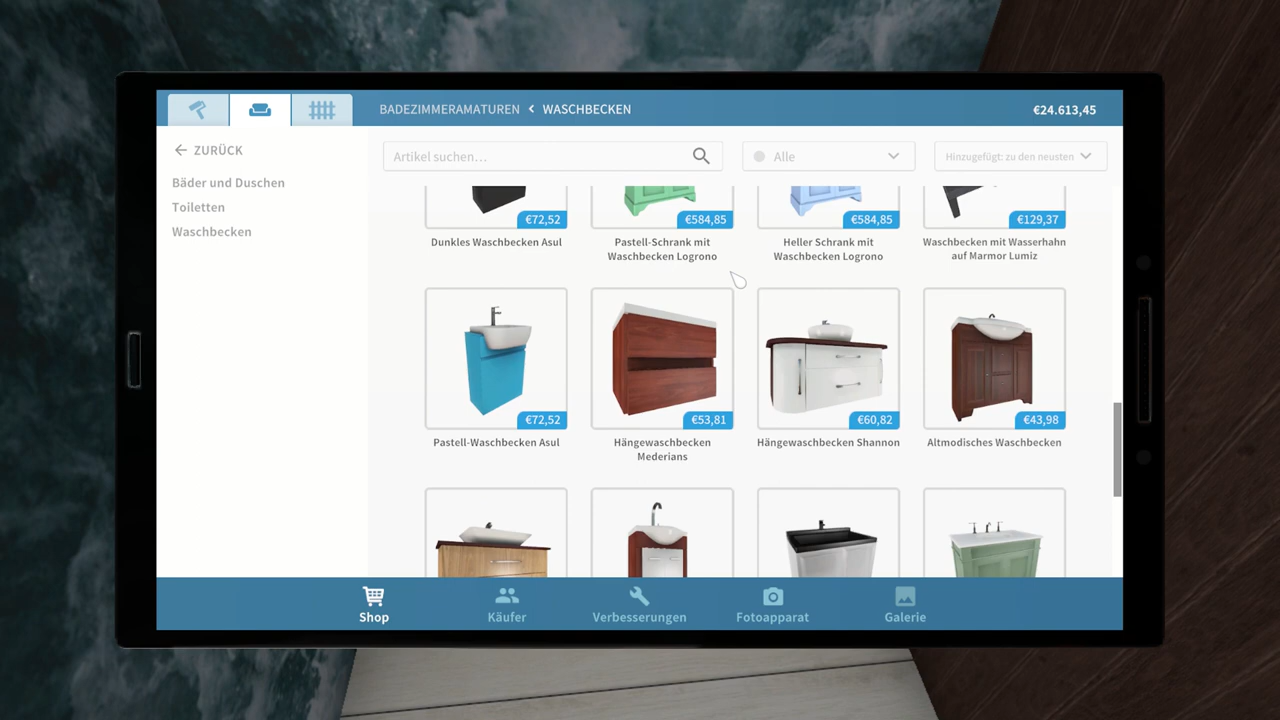 BADEZIMMERAMATUREN < WASCHBECKEN
€24.613,45
ZURÜCK
Bäder und Duschen
Toiletten
Waschbecken
Artikel suchen...
Alle
Hinzugefügt: zu den neusten
€72,52
€584,85
€584,85
€129,37
Dunkles Waschbecken Asul
Pastell-Schrank mit
Waschbecken Logrono
Heller Schrank mit
Waschbecken Logrono
Waschbecken mit Wasserhahn
auf Marmor Lumiz
€72,52
€53,81
€60,82
€43,98
Pastell-Waschbecken Asul
Hängewaschbecken
Mederians
Hängewaschbecken Shannon
Altmodisches Waschbecken
Shop
Käufer
Verbesserungen
Fotoapparat
Galerie